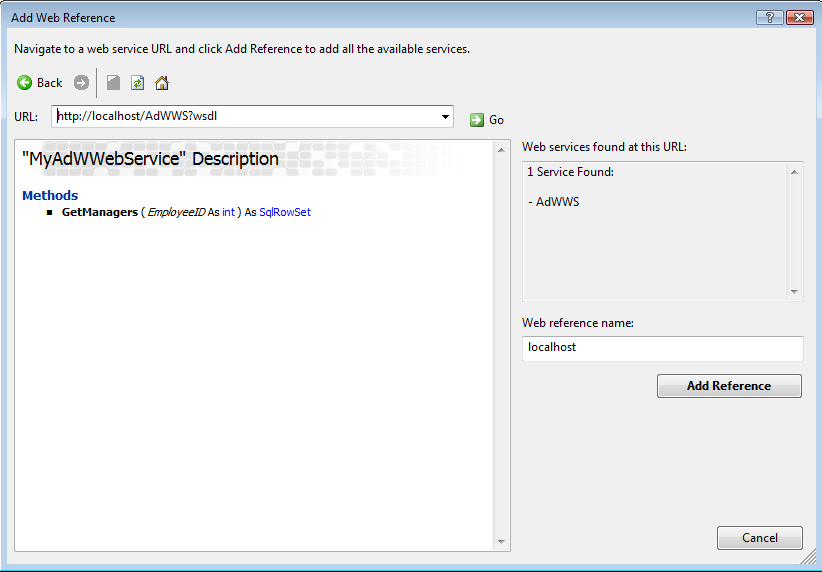 Add Web Reference
Navigate to a web service URL and click Add Reference to add all the available services.
Back
URL: http://localhost/AdWWS?wsdl Go
"MyAdWWebService" Description
Methods
GetManagers ( EmployeeID As int ) As SqlRowSet
Web services found at this URL:
1 Service Found:
- AdWWS
Web reference name:
localhost
Add Reference
Cancel